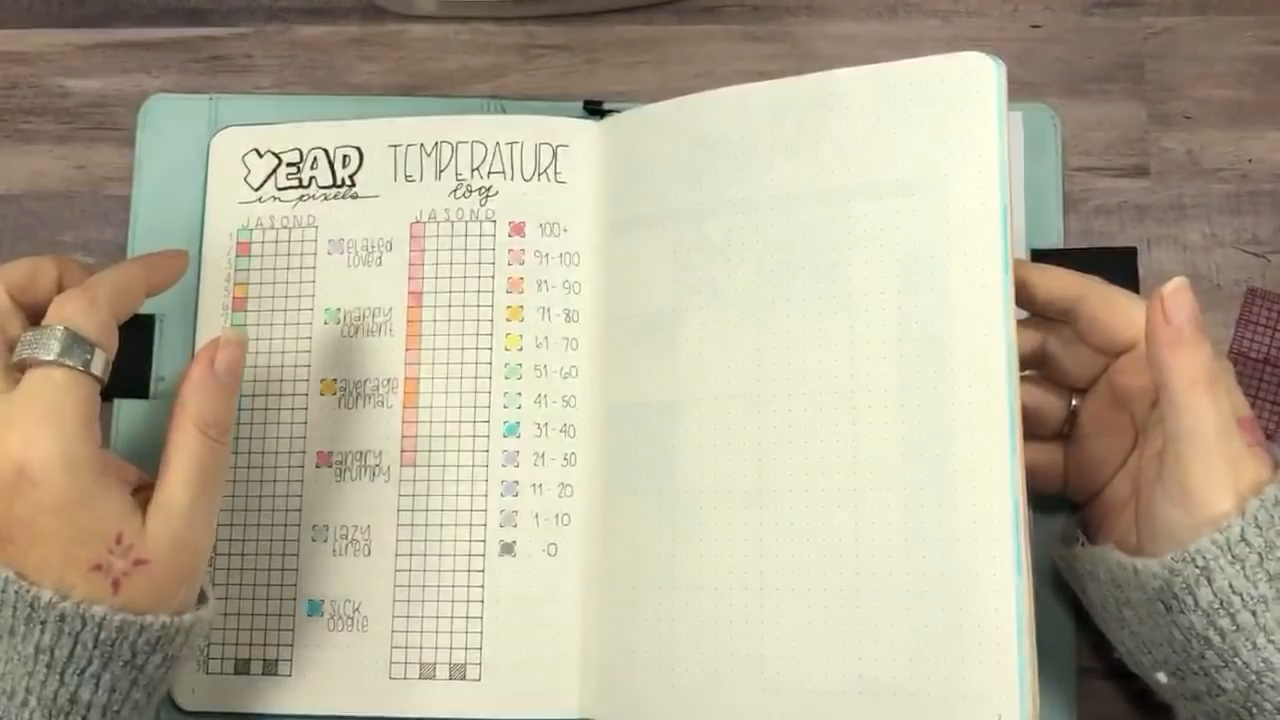 YEAR
in pixels
TEMPERATURE
log
J A S O N D
J A S O N D
elated
loved
happy
content
average
normal
angry
grumpy
lazy
tired
sick
100+
91-100
81-90
71-80
61-70
51-60
41-50
31-40
21-30
11-20
1-10
-0